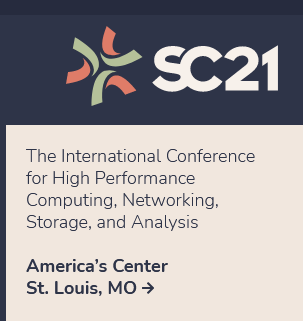 SC21
The International Conference
for High Performance
Computing, Networking,
Storage, and Analysis
America's Center
St. Louis, MO →